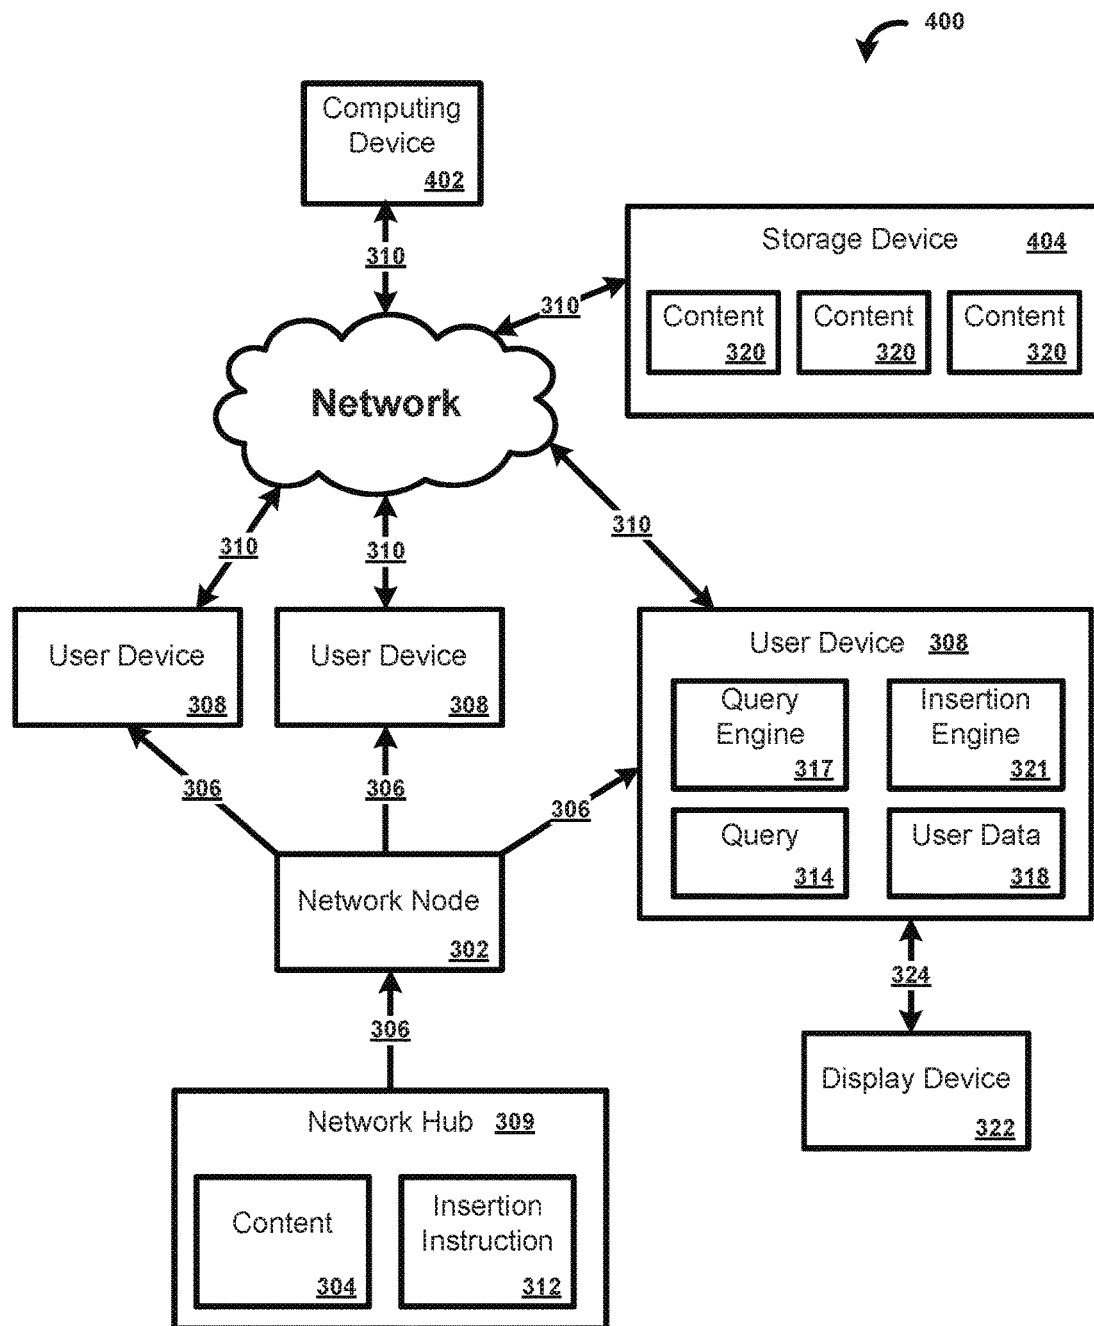 400
Computing
Device
402
310
Storage Device 404
310
Content
320
Content
320
Content
320
Network
310
310
310
User Device
308
User Device
308
User Device 308
Query
Engine
317
Insertion
Engine
321
Query
314
User Data
318
306
306
306
Network Node
302
324
306
Display Device
322
Network Hub 309
Content
304
Insertion
Instruction
312